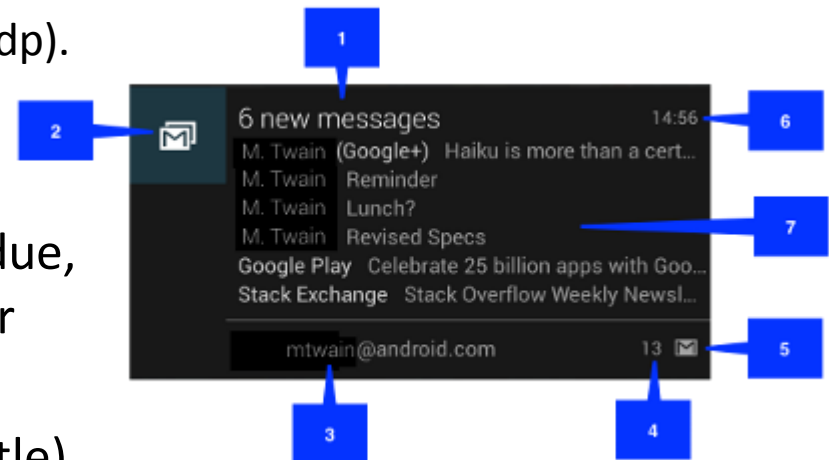 dp).
1
2
6 new messages
14:56
6
M. Twain (Google+) Haiku is more than a cert...
M. Twain Reminder
M. Twain Lunch?
M. Twain Revised Specs
7
due,
Google Play Celebrate 25 billion apps with Goo...
Stack Exchange Stack Overflow Weekly Newsl...
r
mtwain@android.com
13
5
3
4
tle)